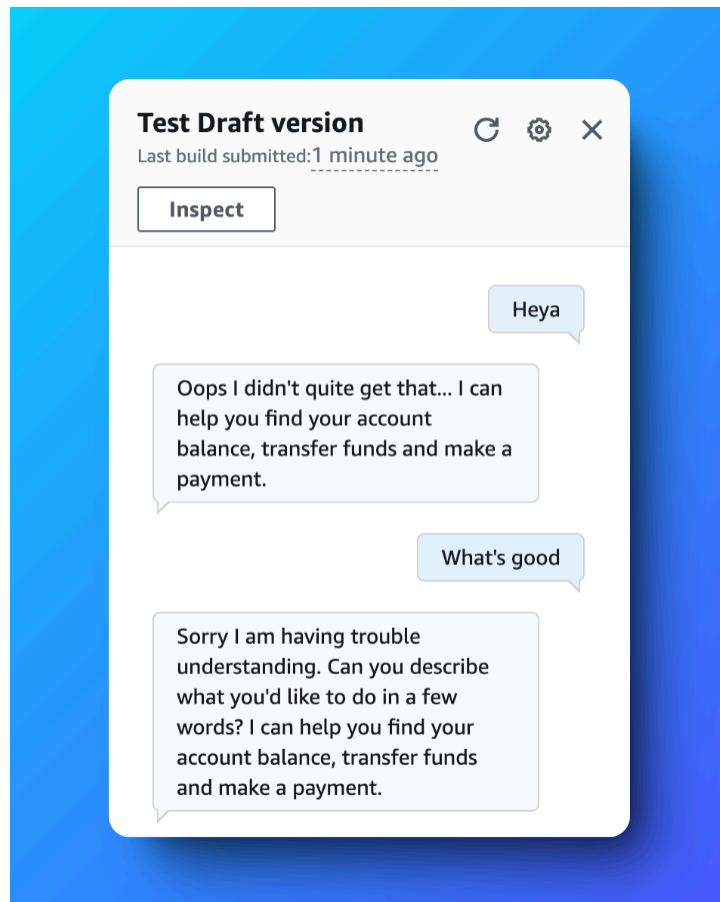 Test Draft version
Last build submitted:1 minute ago
Inspect
Heya
Oops I didn't quite get that... I can
help you find your account
balance, transfer funds and make a
payment.
What's good
Sorry I am having trouble
understanding. Can you describe
what you'd like to do in a few
words? I can help you find your
account balance, transfer funds
and make a payment.